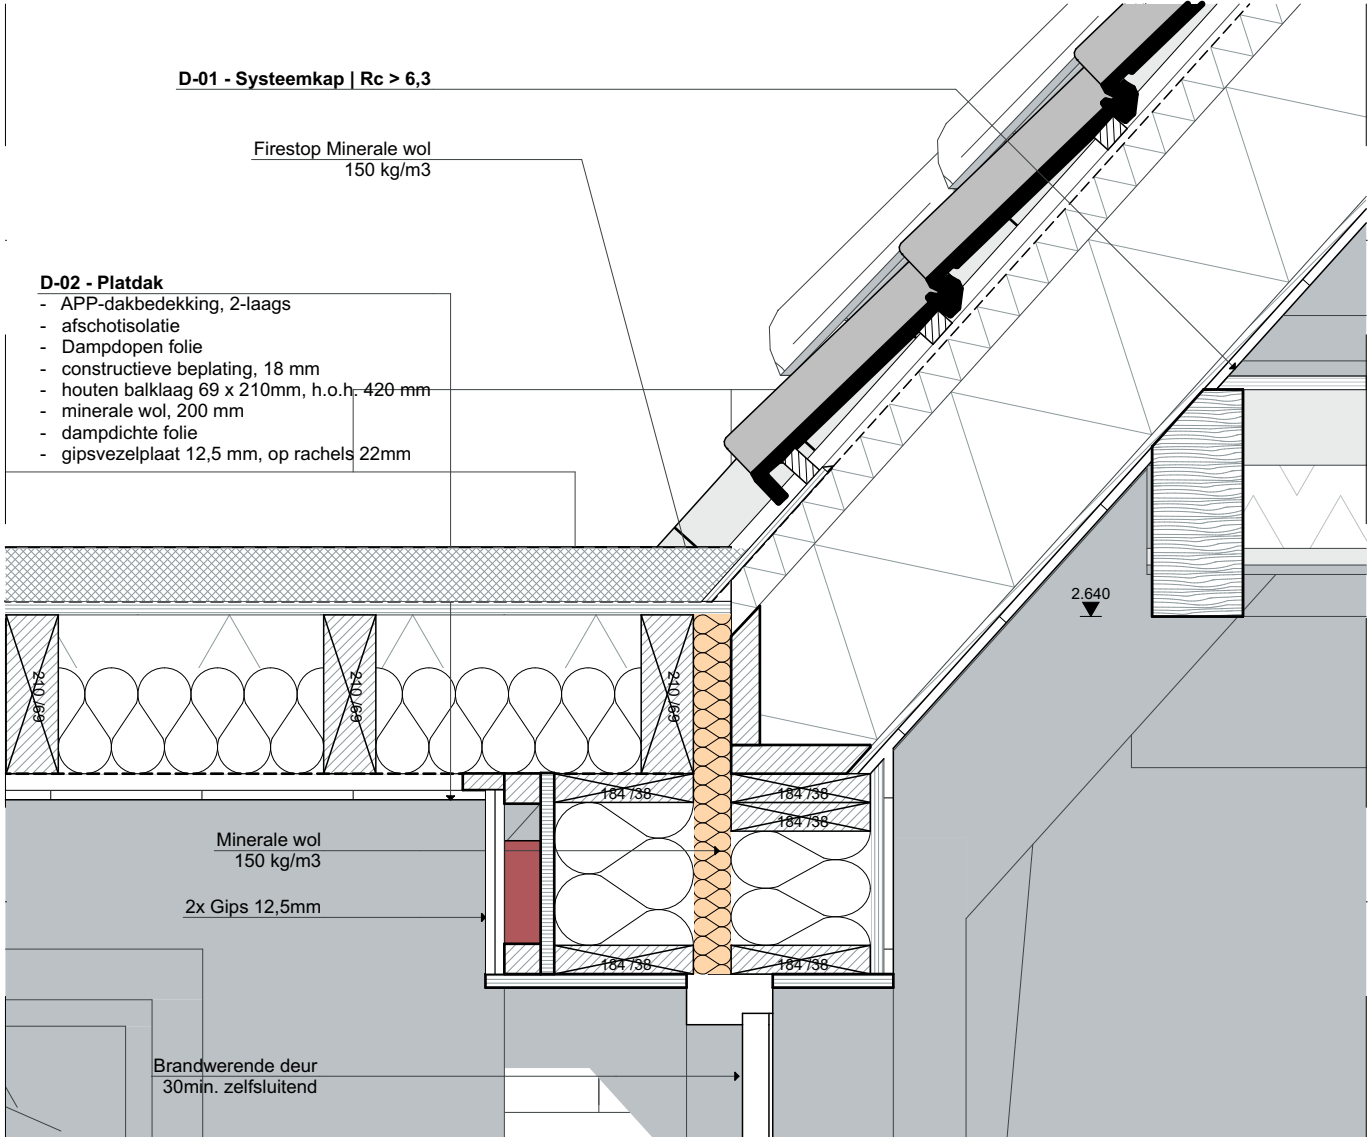 D-01 - Systeemkap | Rc > 6,3
Firestop Minerale wol
150 kg/m3
D-02 - Platdak
- APP-dakbedekking, 2-laags
- afschotisolatie
- Dampdopen folie
- constructieve beplating, 18 mm
- houten balklaag 69 x 210mm, h.o.h. 420 mm
- minerale wol, 200 mm
- dampdichte folie
- gipsvezelplaat 12,5 mm, op rachels 22mm
2.640
210 /69
210 /69
210 /69
184 /38
184 /38
184 /38
Minerale wol
150 kg/m3
2x Gips 12,5mm
184 /38
184 /38
Brandwerende deur
30min. zelfsluitend